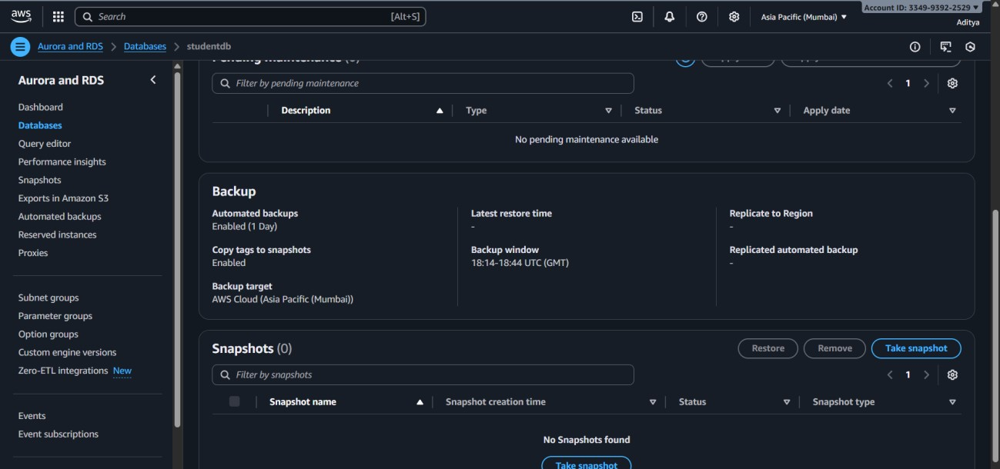 aws
Search [Alt+S]
Asia Pacific (Mumbai)
Account ID: 3349-9392-2529
Aditya
Aurora and RDS > Databases > studentdb
Aurora and RDS
Dashboard
Databases
Query editor
Performance insights
Snapshots
Exports in Amazon S3
Automated backups
Reserved instances
Proxies
Subnet groups
Parameter groups
Option groups
Custom engine versions
Zero-ETL integrations New
Events
Event subscriptions
Pending maintenance (0)
Filter by pending maintenance
1
Description Type Status Apply date
No pending maintenance available
Backup
Automated backups
Enabled (1 Day)
Copy tags to snapshots
Enabled
Backup target
AWS Cloud (Asia Pacific (Mumbai))
Latest restore time
-
Backup window
18:14-18:44 UTC (GMT)
Replicate to Region
-
Replicated automated backup
-
Snapshots (0)
Restore Remove Take snapshot
Filter by snapshots
1
Snapshot name Snapshot creation time Status Snapshot type
No Snapshots found
Take snapshot